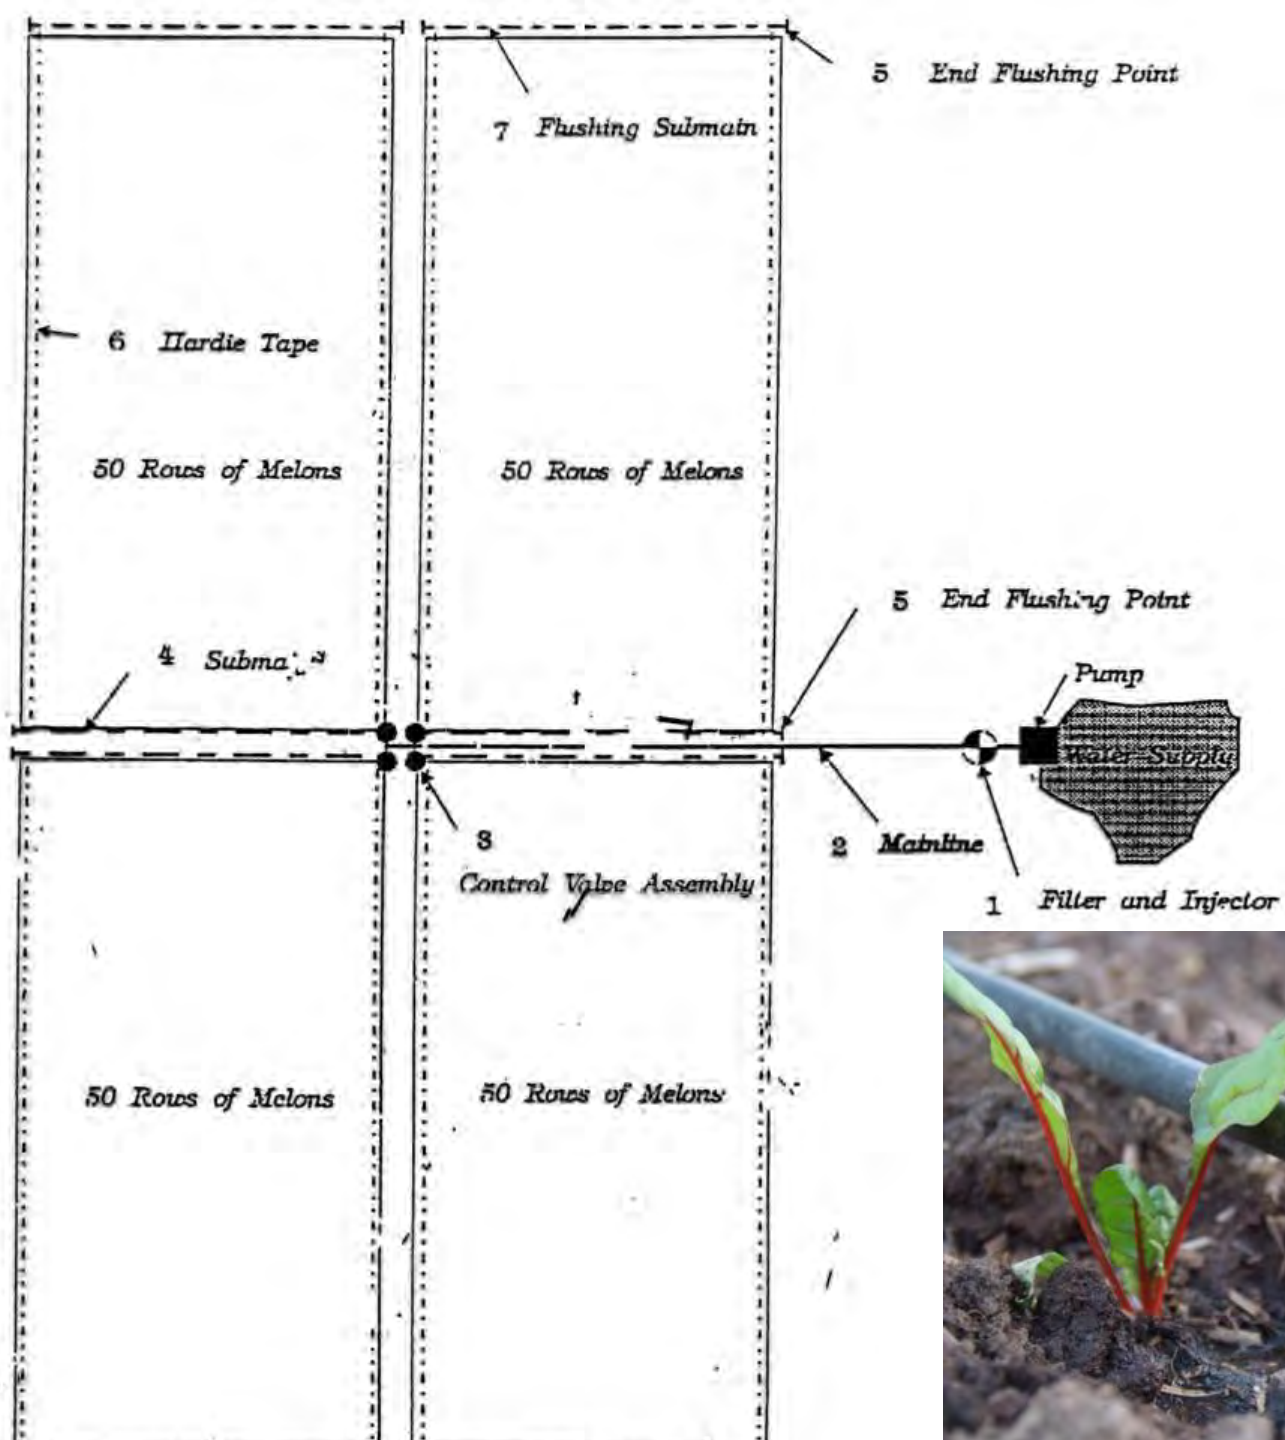 5 End Flushing Point
7 Flushing Submain
6 Hardie Tape
50 Rows of Melons
50 Rows of Melons
5 End Flushing Point
4
Pump
Water Supply
3
Control Valve Assembly
2 Mainline
1 Filter and Injector
50 Rows of Melons
50 Rows of Melons